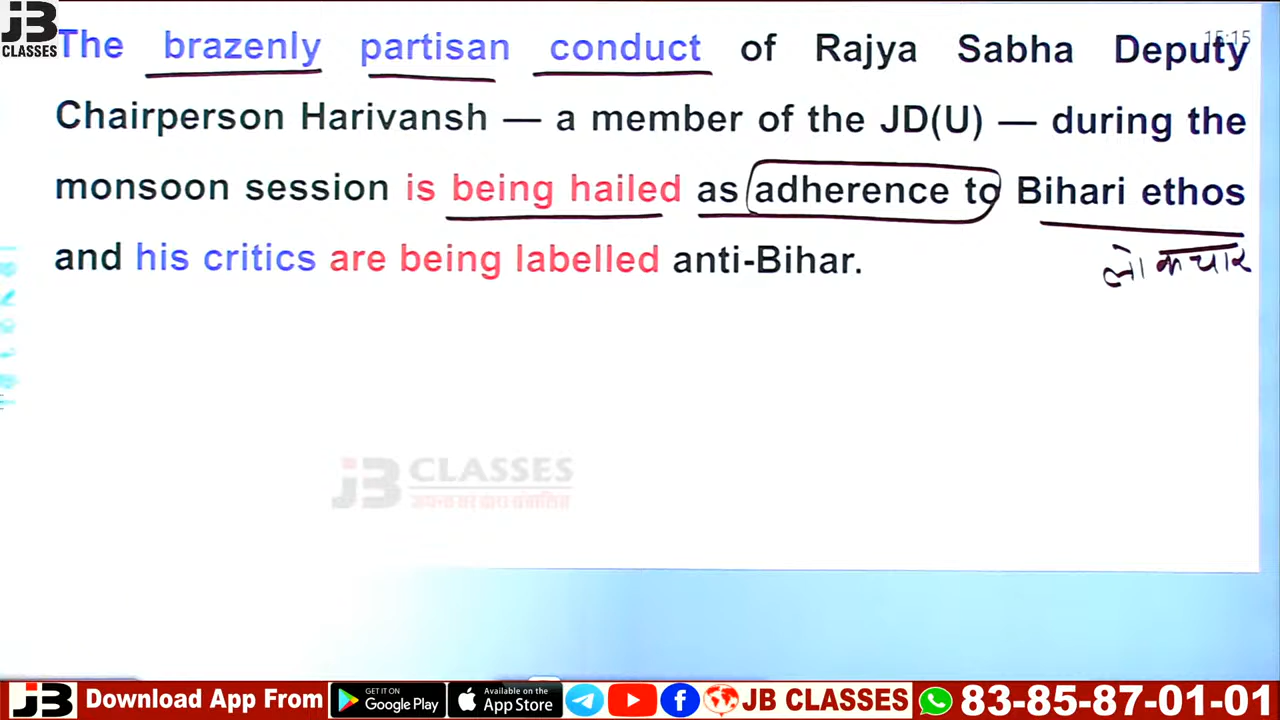 JB
CLASSES
15:15
The brazenly partisan conduct of Rajya Sabha Deputy
Chairperson Harivansh — a member of the JD(U) — during the
monsoon session is being hailed as adherence to Bihari ethos
and his critics are being labelled anti-Bihar.
लोकाचार
JB CLASSES
JB Download App From GET IT ON Google Play Available on the App Store JB CLASSES 83-85-87-01-01